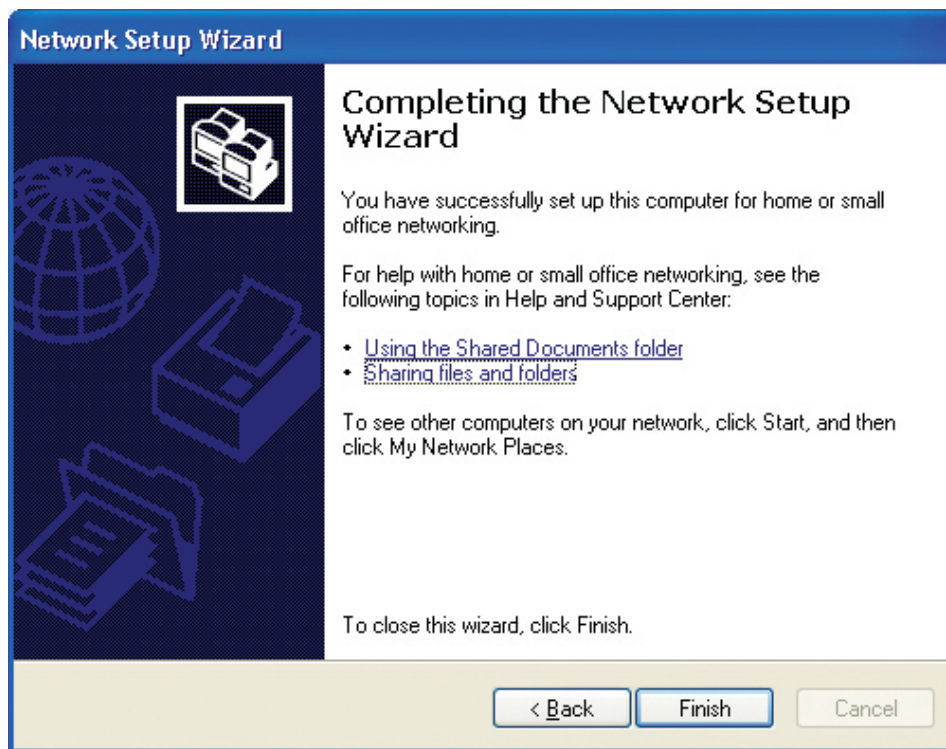 Network Setup Wizard
Completing the Network Setup
Wizard
You have successfully set up this computer for home or small
office networking.
For help with home or small office networking, see the
following topics in Help and Support Center:
• Using the Shared Documents folder
• Sharing files and folders
To see other computers on your network, click Start, and then
click My Network Places.
To close this wizard, click Finish.
< Back Finish Cancel